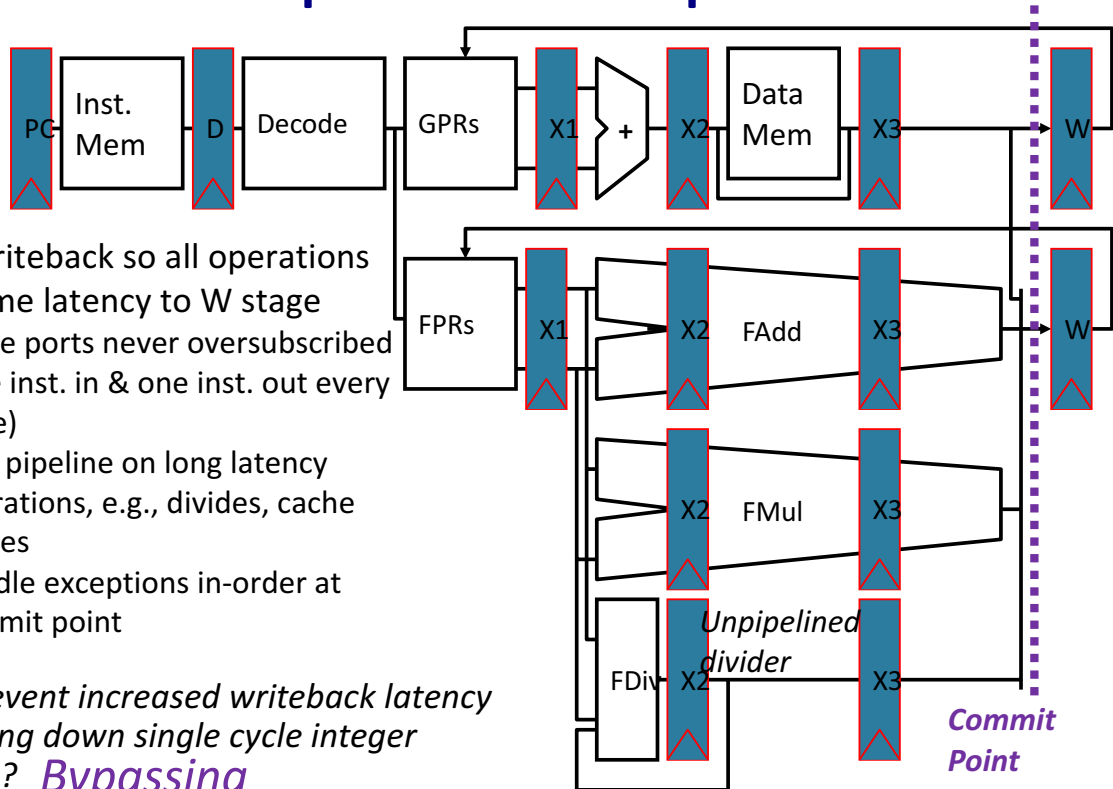 PC
Inst.
Mem
D
Decode
GPRs
X1
+
X2
Data
Mem
X3
W
riteback so all operations
me latency to W stage
e ports never oversubscribed
inst. in & one inst. out every
e)
pipeline on long latency
rations, e.g., divides, cache
es
dle exceptions in-order at
mit point
event increased writeback latency
ng down single cycle integer
? Bypassing
FPRs
X1
X2
FAdd
X3
W
X2
FMul
X3
FDiv
X2
Unpipelined
divider
X3
Commit
Point